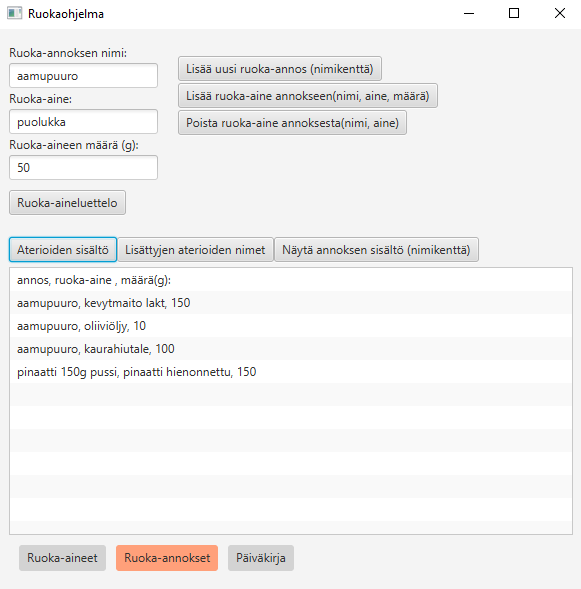 Ruokaohjelma
Ruoka-annoksen nimi:
aamupuuro
Ruoka-aine:
puolukka
Ruoka-aineen määrä (g):
50
Lisää uusi ruoka-annos (nimikenttä)
Lisää ruoka-aine annokseen(nimi, aine, määrä)
Poista ruoka-aine annoksesta(nimi, aine)
Ruoka-aineluettelo
Aterioiden sisältö
Lisättyjen aterioiden nimet
Näytä annoksen sisältö (nimikenttä)
annos, ruoka-aine , määrä(g):
aamupuuro, kevytmaito lakt, 150
aamupuuro, oliiviöljy, 10
aamupuuro, kaurahiutale, 100
pinaatti 150g pussi, pinaatti hienonnettu, 150
Ruoka-aineet
Ruoka-annokset
Päiväkirja